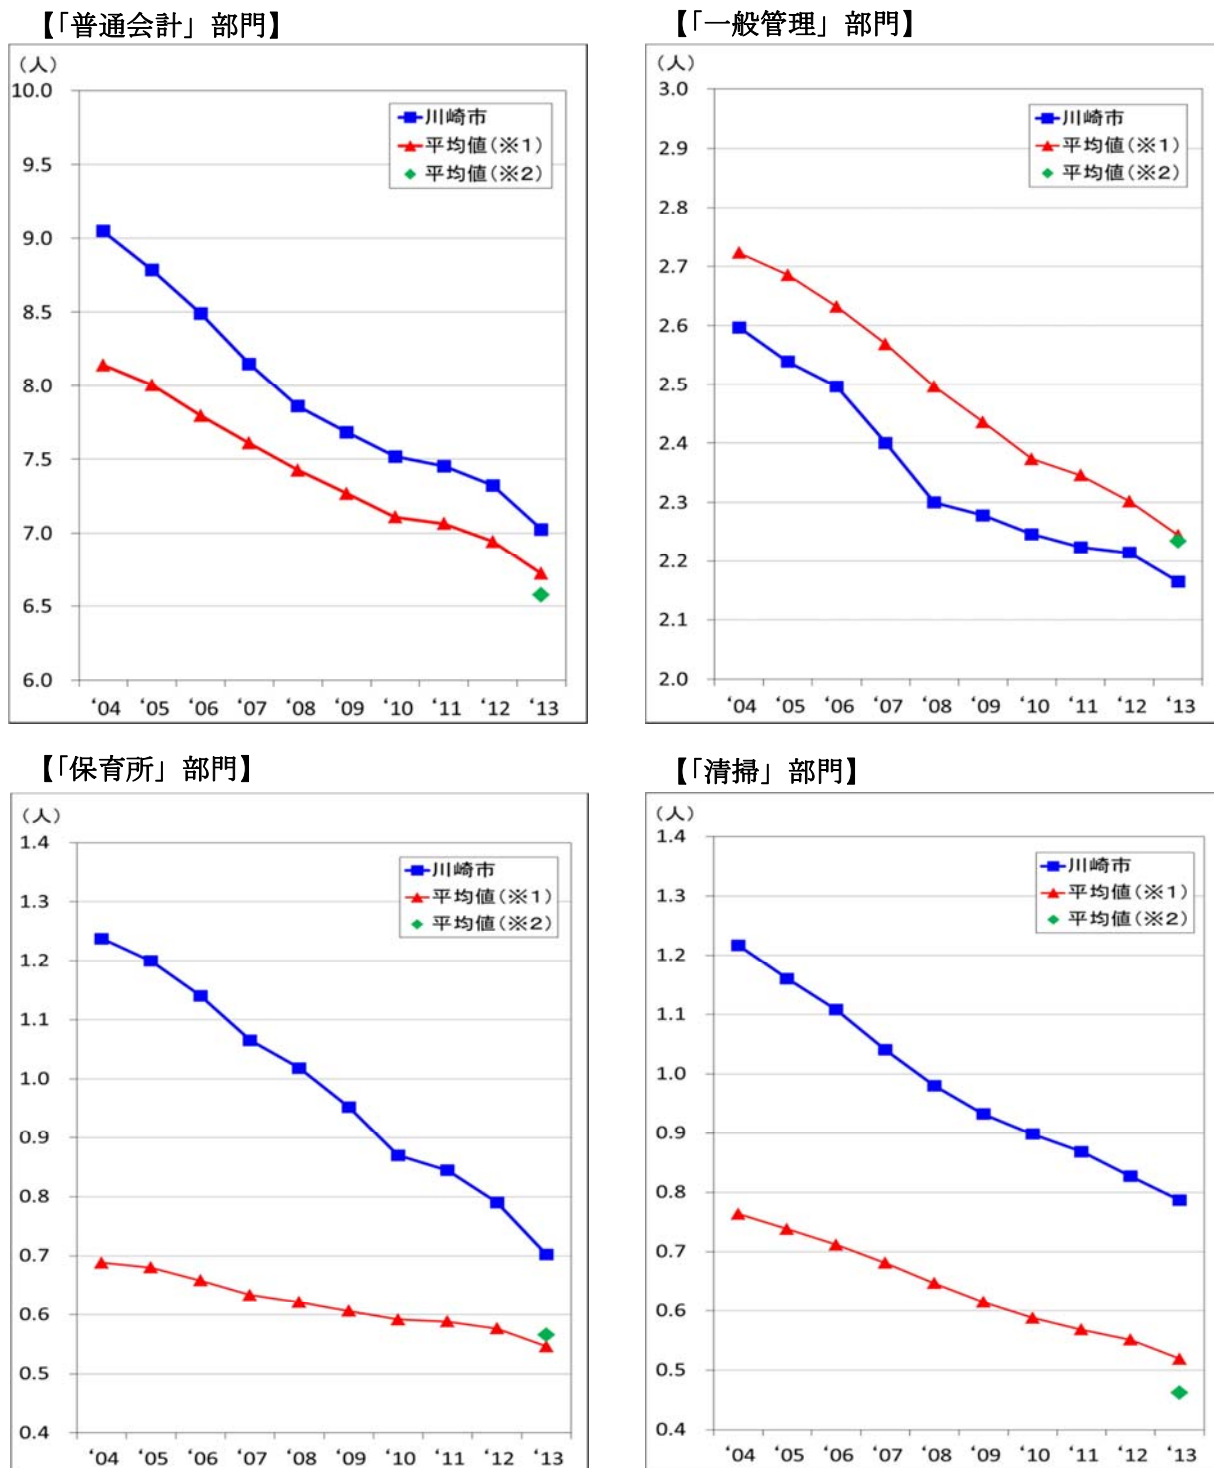 【「普通会計」部門】
（人）
10.0
9.5
9.0
8.5
8.0
7.5
7.0
6.5
6.0
川崎市
平均値（※1）
平均値（※2）
‘04 ‘05 ‘06 ‘07 ‘08 ‘09 ‘10 ‘11 ‘12 ‘13
【「一般管理」部門】
（人）
3.0
2.9
2.8
2.7
2.6
2.5
2.4
2.3
2.2
2.1
2.0
川崎市
平均値（※1）
平均値（※2）
‘04 ‘05 ‘06 ‘07 ‘08 ‘09 ‘10 ‘11 ‘12 ‘13
【「保育所」部門】
（人）
1.4
1.3
1.2
1.1
1.0
0.9
0.8
0.7
0.6
0.5
0.4
川崎市
平均値（※1）
平均値（※2）
‘04 ‘05 ‘06 ‘07 ‘08 ‘09 ‘10 ‘11 ‘12 ‘13
【「清掃」部門】
（人）
1.4
1.3
1.2
1.1
1.0
0.9
0.8
0.7
0.6
0.5
0.4
川崎市
平均値（※1）
平均値（※2）
‘04 ‘05 ‘06 ‘07 ‘08 ‘09 ‘10 ‘11 ‘12 ‘13